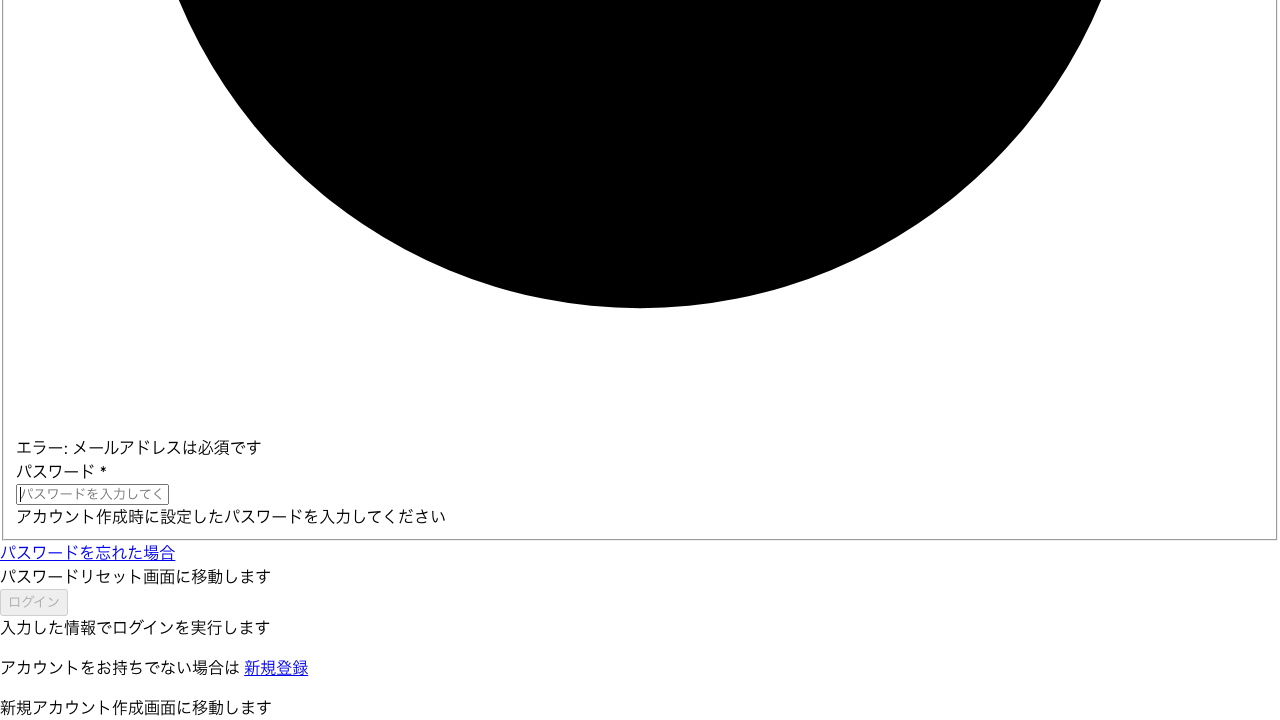 エラー: メールアドレスは必須です
パスワード *
パスワードを入力してく
アカウント作成時に設定したパスワードを入力してください
パスワードを忘れた場合
パスワードリセット画面に移動します
ログイン
入力した情報でログインを実行します
アカウントをお持ちでない場合は 新規登録
新規アカウント作成画面に移動します